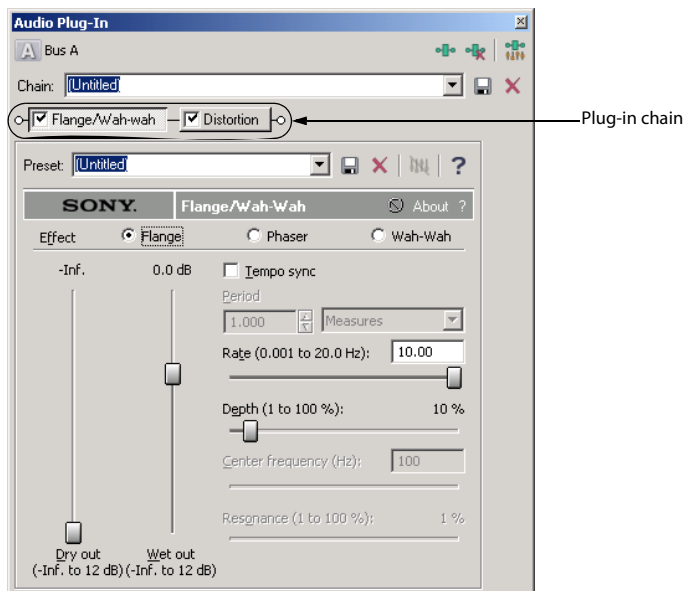 Audio Plug-In
A Bus A
Chain: (Untitled)
Flange/Wah-wah Distortion
Plug-in chain
Preset: (Untitled) ?
SONY. Flange/Wah-Wah About ?
Effect Flange Phaser Wah-Wah
-Inf. 0.0 dB Tempo sync
Period
1.000 Measures
Rate (0.001 to 20.0 Hz): 10.00
Depth (1 to 100 %): 10 %
Center frequency (Hz): 100
Resonance (1 to 100 %): 1 %
Dry out Wet out
(-Inf. to 12 dB) (-Inf. to 12 dB)